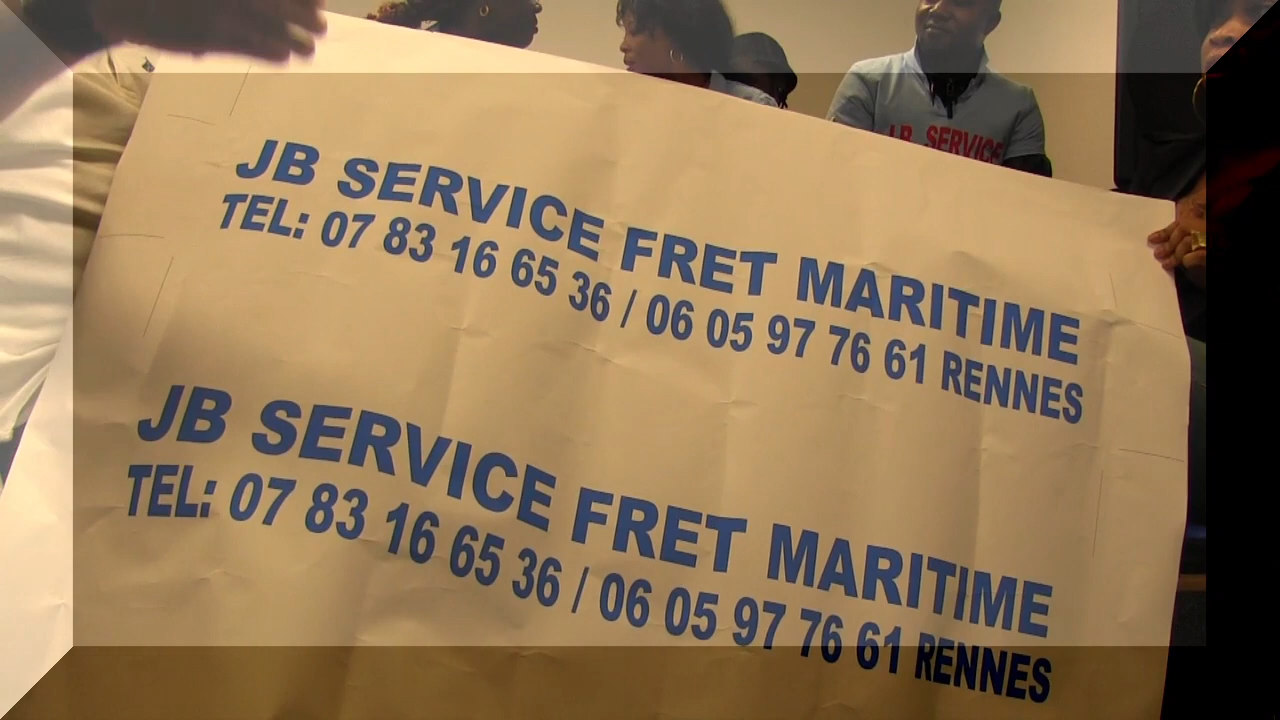 JB SERVICE
JB SERVICE FRET MARITIME
TEL: 07 83 16 65 36 / 06 05 97 76 61 RENNES
JB SERVICE FRET MARITIME
TEL: 07 83 16 65 36 / 06 05 97 76 61 RENNES